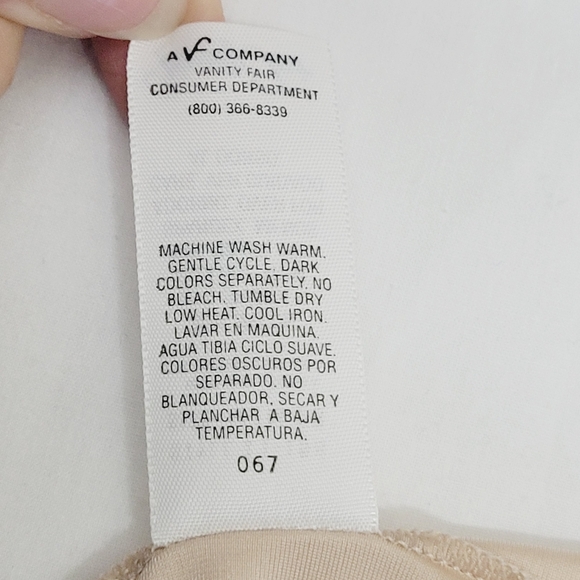 A VF COMPANY
VANITY FAIR
CONSUMER DEPARTMENT
(800) 366-8339
MACHINE WASH WARM.
GENTLE CYCLE. DARK
COLORS SEPARATELY. NO
BLEACH. TUMBLE DRY
LOW HEAT. COOL IRON.
LAVAR EN MAQUINA.
AGUA TIBIA CICLO SUAVE.
COLORES OSCUROS POR
SEPARADO. NO
BLANQUEADOR. SECAR Y
PLANCHAR A BAJA
TEMPERATURA.
067